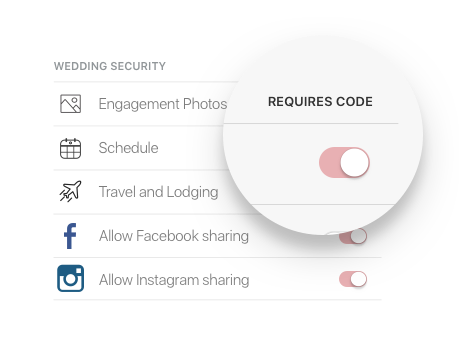 WEDDING SECURITY
REQUIRES CODE
Engagement Photos
Schedule
Travel and Lodging
Allow Facebook sharing
Allow Instagram sharing